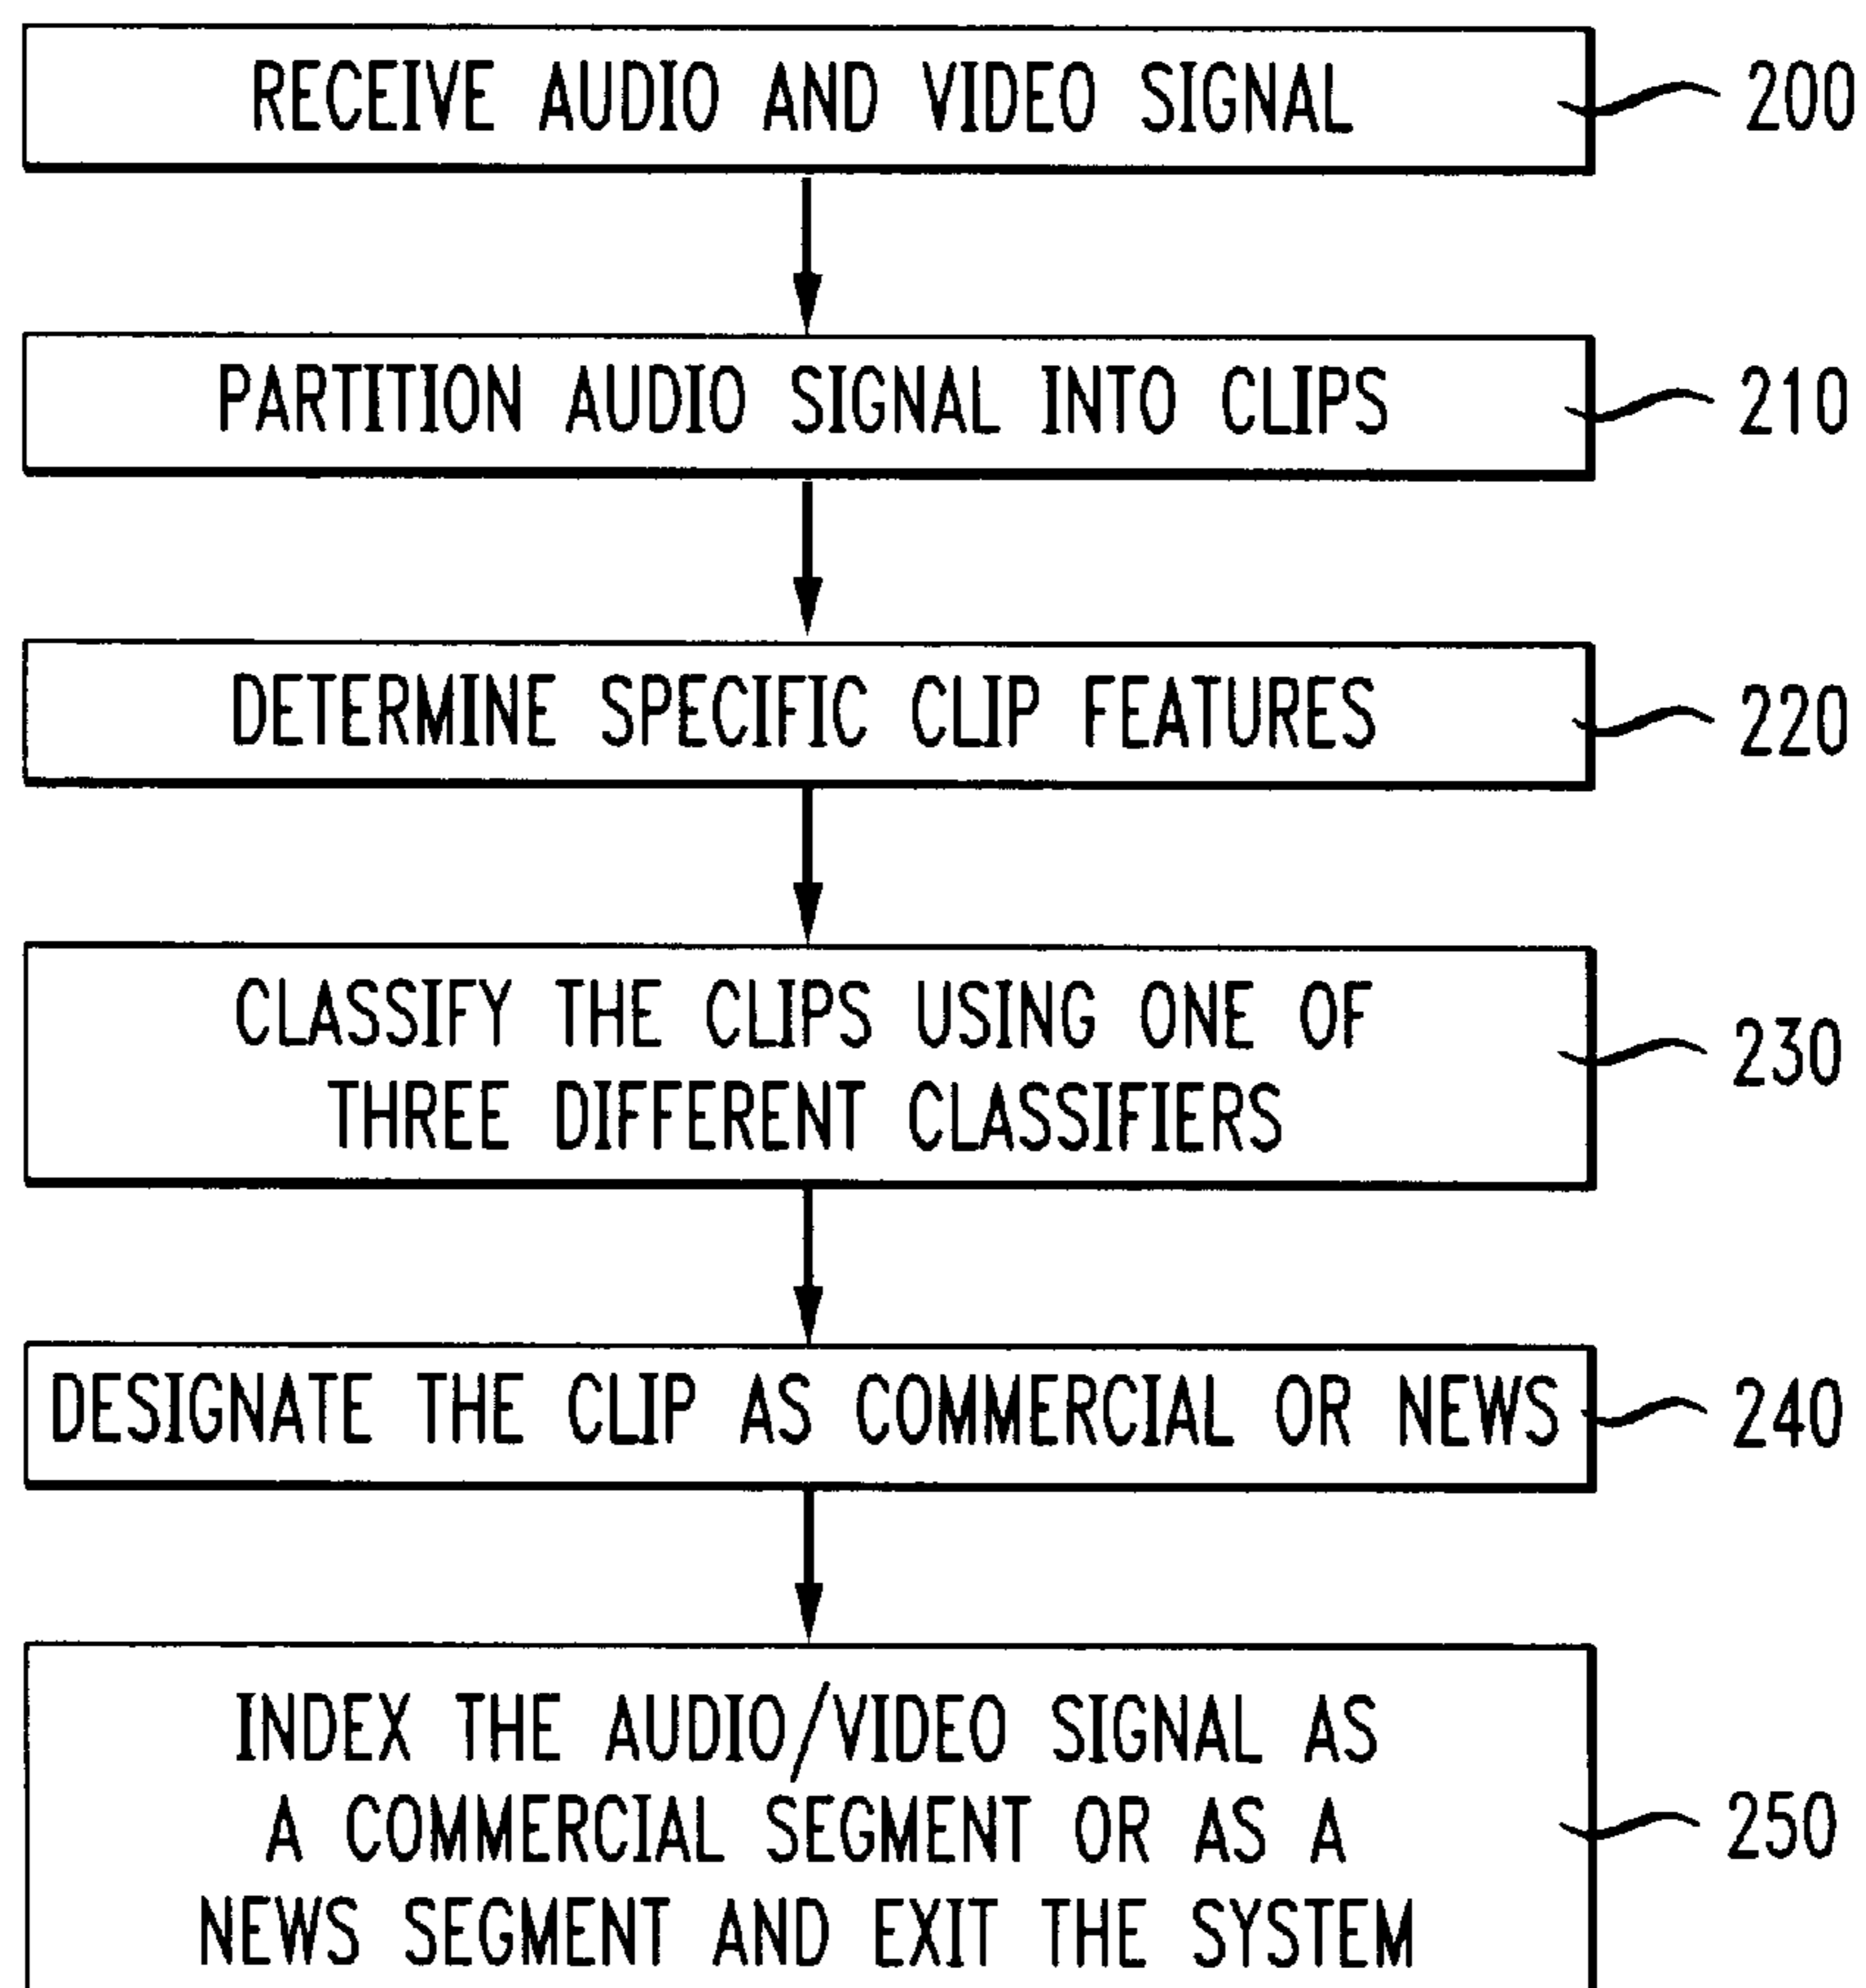 RECEIVE AUDIO AND VIDEO SIGNAL
200
PARTITION AUDIO SIGNAL INTO CLIPS
210
DETERMINE SPECIFIC CLIP FEATURES
220
CLASSIFY THE CLIPS USING ONE OF
THREE DIFFERENT CLASSIFIERS
230
DESIGNATE THE CLIP AS COMMERCIAL OR NEWS
240
INDEX THE AUDIO/VIDEO SIGNAL AS
A COMMERCIAL SEGMENT OR AS A
NEWS SEGMENT AND EXIT THE SYSTEM
250